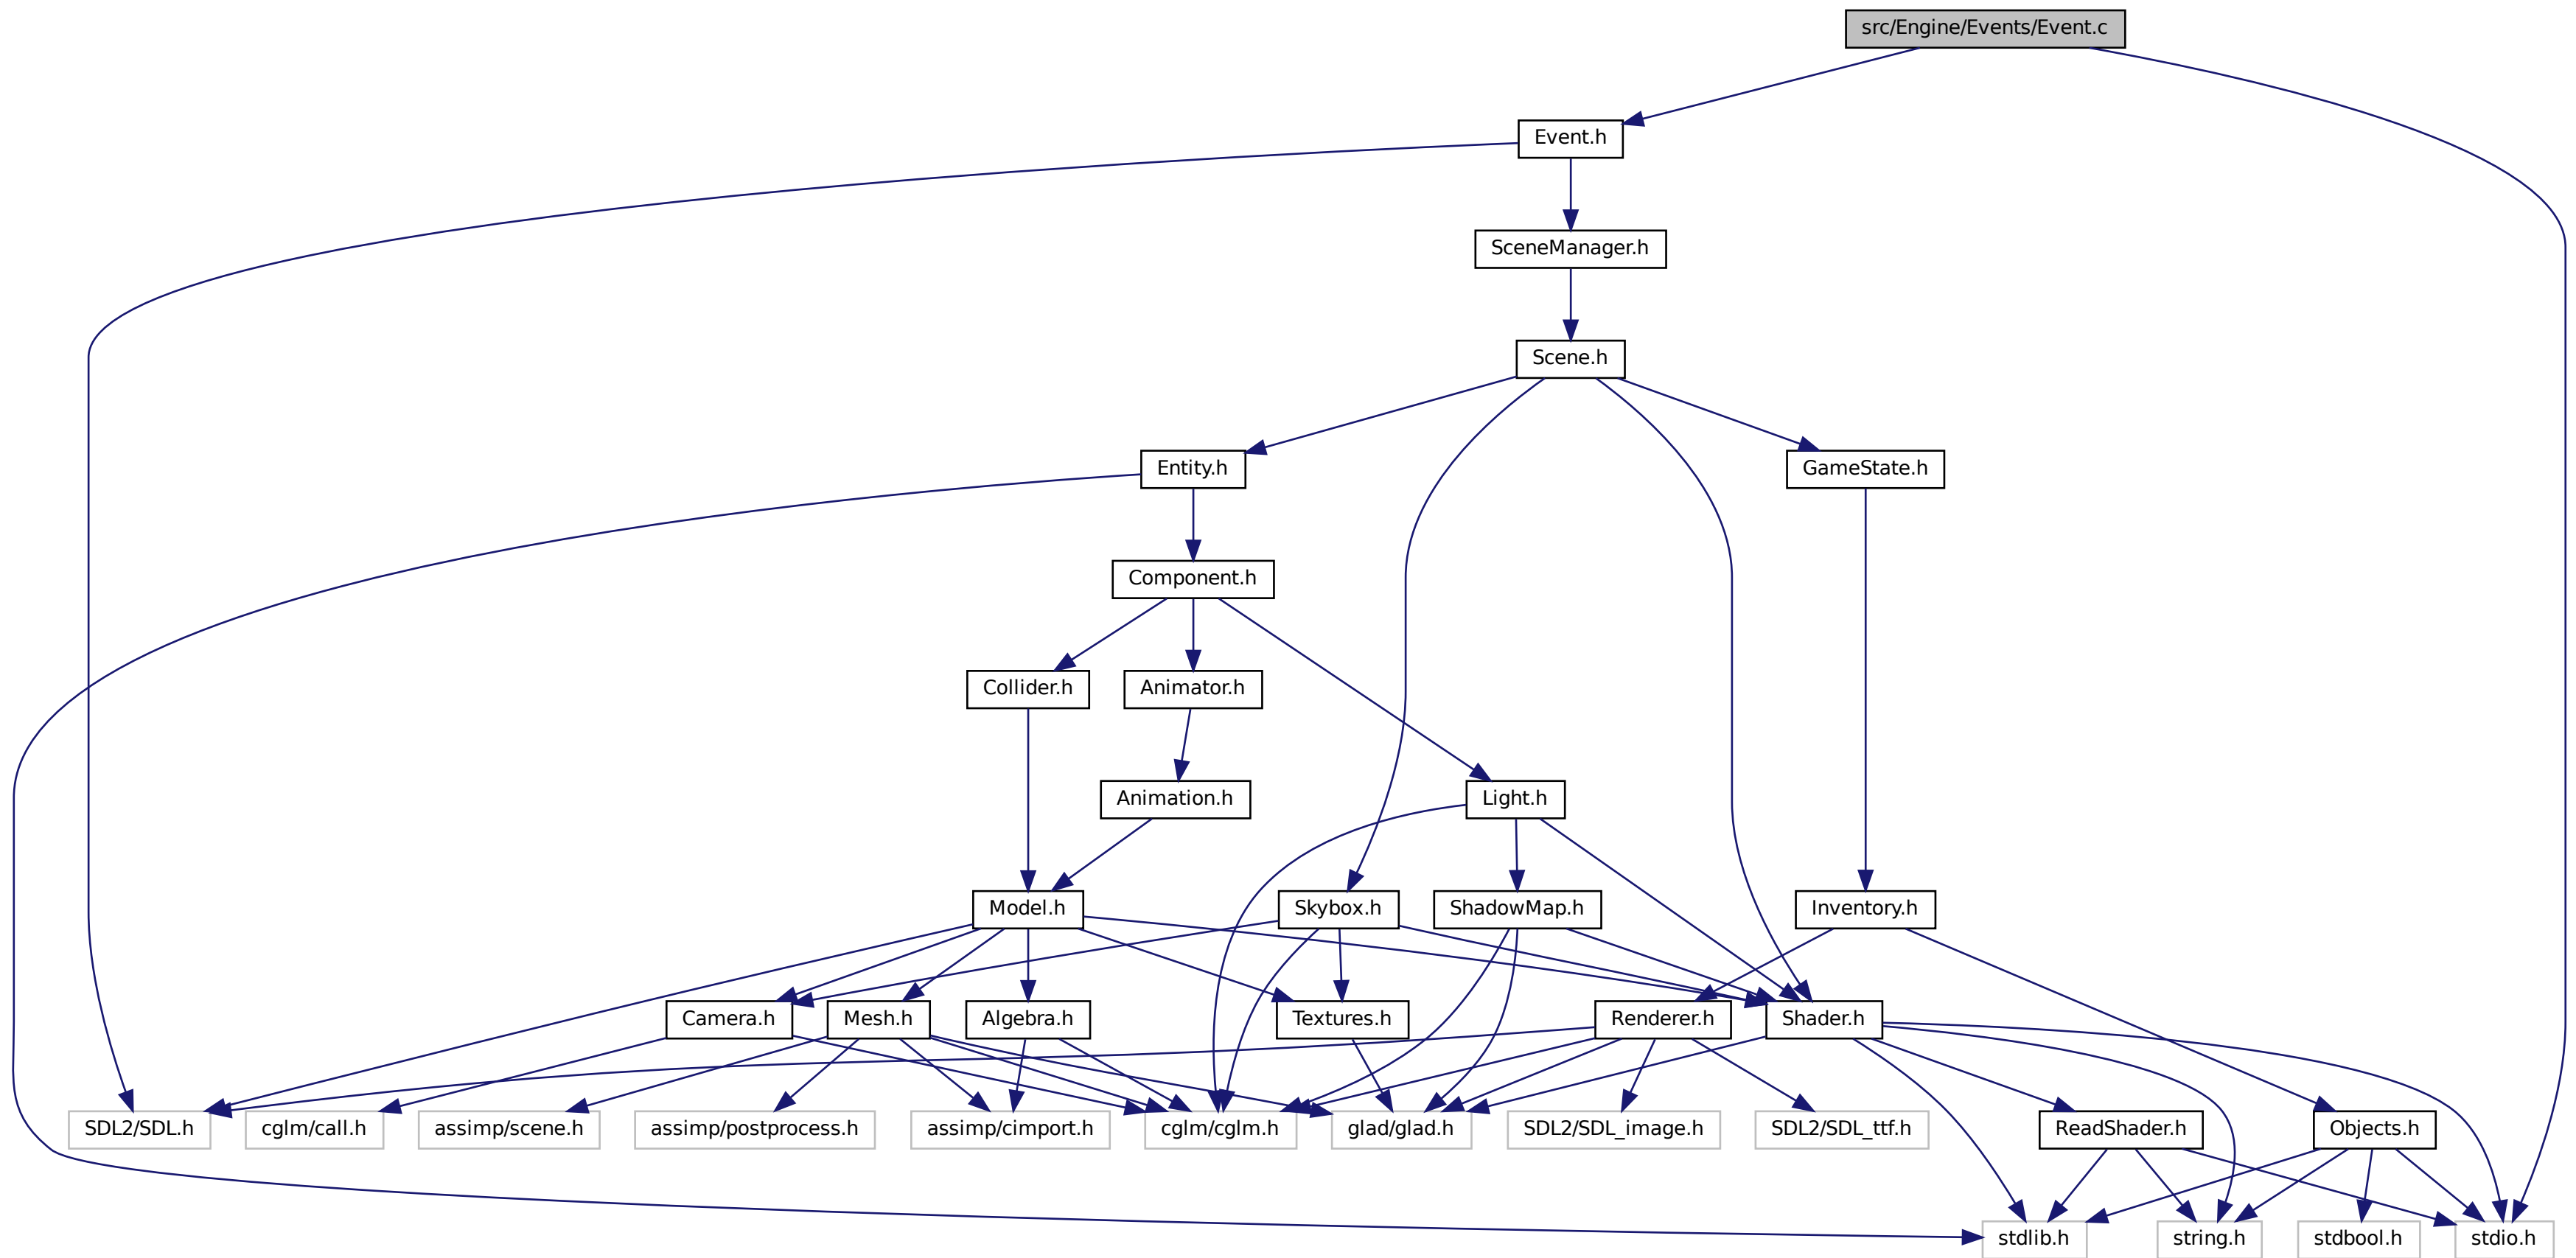 src/Engine/Events/Event.c
Event.h
SceneManager.h
Scene.h
Entity.h
GameState.h
Component.h
Collider.h
Animator.h
Animation.h
Light.h
Model.h
Skybox.h
ShadowMap.h
Inventory.h
Camera.h
Mesh.h
Algebra.h
Textures.h
Renderer.h
Shader.h
SDL2/SDL.h
cglm/call.h
assimp/scene.h
assimp/postprocess.h
assimp/cimport.h
cglm/cglm.h
glad/glad.h
SDL2/SDL_image.h
SDL2/SDL_ttf.h
ReadShader.h
Objects.h
stdlib.h
string.h
stdbool.h
stdio.h